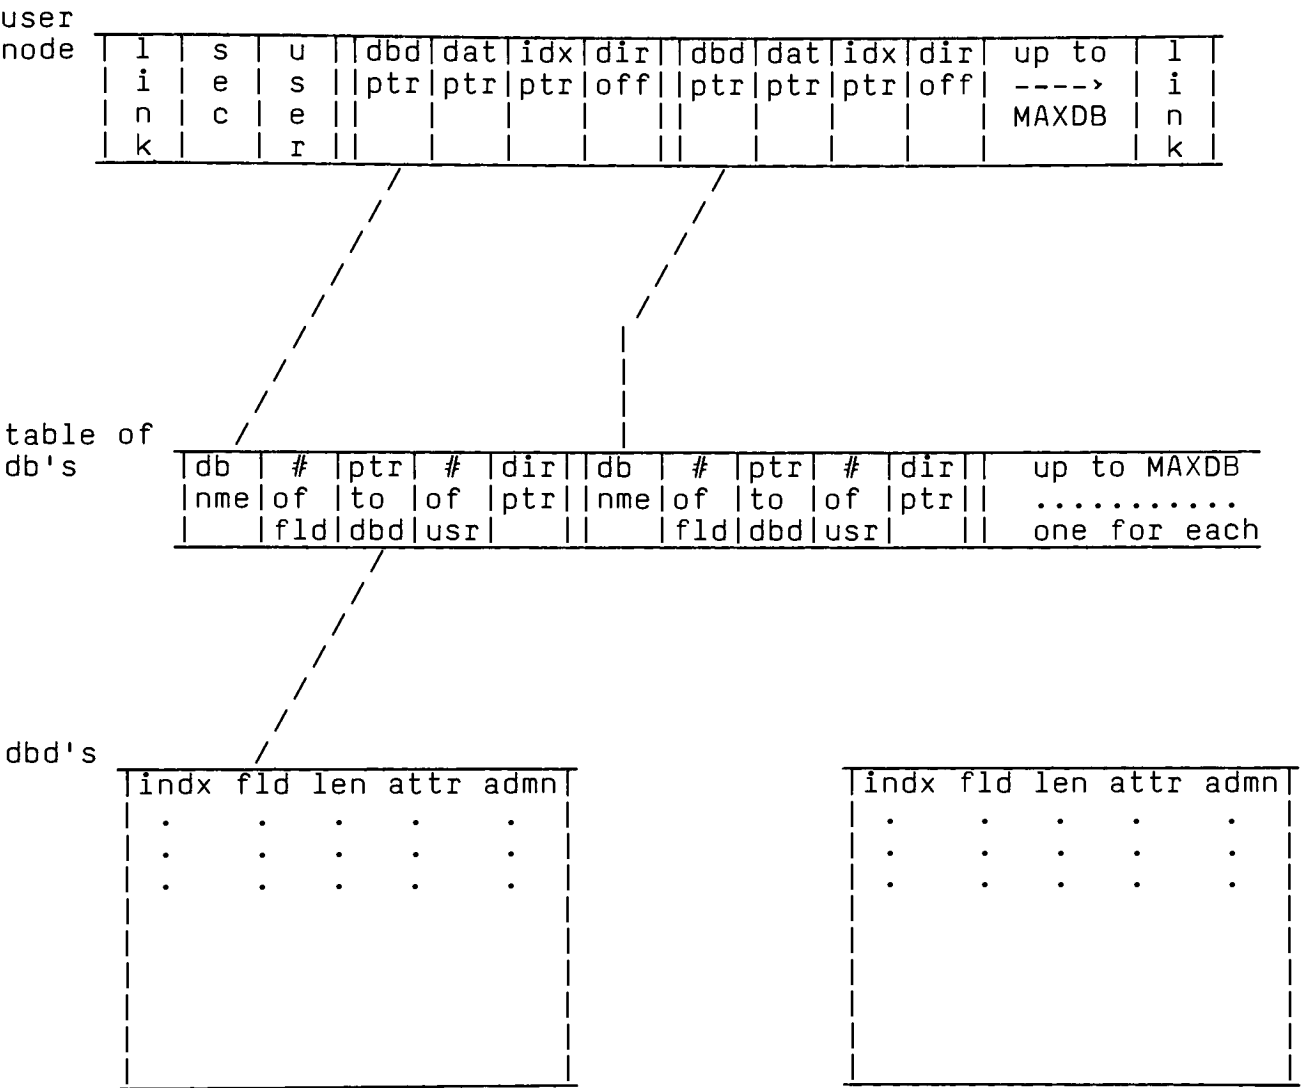 user
node | l | s | u ||dbd|dat|idx|dir||dbd|dat|idx|dir| up to | l |
| i | e | s ||ptr|ptr|ptr|off||ptr|ptr|ptr|off| ----> | i |
| n | c | e || | | | || | | | | MAXDB | n |
| k | | r || | | | || | | | | | k |
table of
db's |db | # |ptr| # |dir||db | # |ptr| # |dir|| up to MAXDB
|nme|of |to |of |ptr||nme|of |to |of |ptr|| ...........
| |fld|dbd|usr| || |fld|dbd|usr| || one for each
dbd's
|indx fld len attr admn| |indx fld len attr admn|
| . . . . . | | . . . . . |
| . . . . . | | . . . . . |
| . . . . . | | . . . . . |